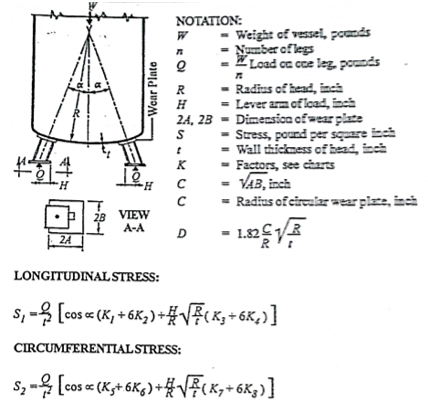 W
α α
R
Wear Plate
t
A A
Q Q
H H
2B
2A
VIEW
A-A
NOTATION:
W = Weight of vessel, pounds
n = Number of legs
Q = W/n Load on one leg, pounds
R = Radius of head, inch
H = Lever arm of load, inch
2A, 2B = Dimension of wear plate
S = Stress, pound per square inch
t = Wall thickness of head, inch
K = Factors, see charts
C = √AB, inch
C = Radius of circular wear plate, inch
D = 1.82 C/R √R/t
LONGITUDINAL STRESS:
S₁ = Q/t² [cos ∝ (K₁ + 6K₂) + H/R √R/t (K₃ + 6K₄)]
CIRCUMFERENTIAL STRESS:
S₂ = Q/t² [cos ∝ (K₅ + 6K₆) + H/R √R/t (K₇ + 6K₈)]